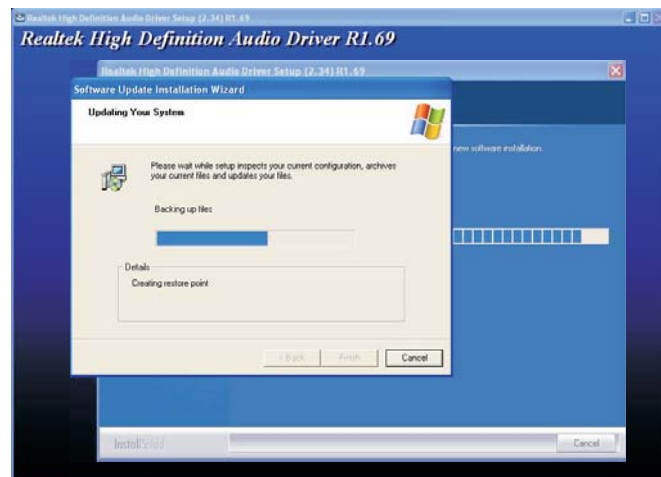 Realtek High Definition Audio Driver Setup (2.34) R1.69
Realtek High Definition Audio Driver R1.69
Realtek High Definition Audio Driver Setup (2.34) R1.69
Software Update Installation Wizard
Updating Your System
new software installation.
Please wait while setup inspects your current configuration, archives
your current files and updates your files.
Backing up files
Details
Creating restore point
< Back
Finish
Cancel
InstallShield
Cancel